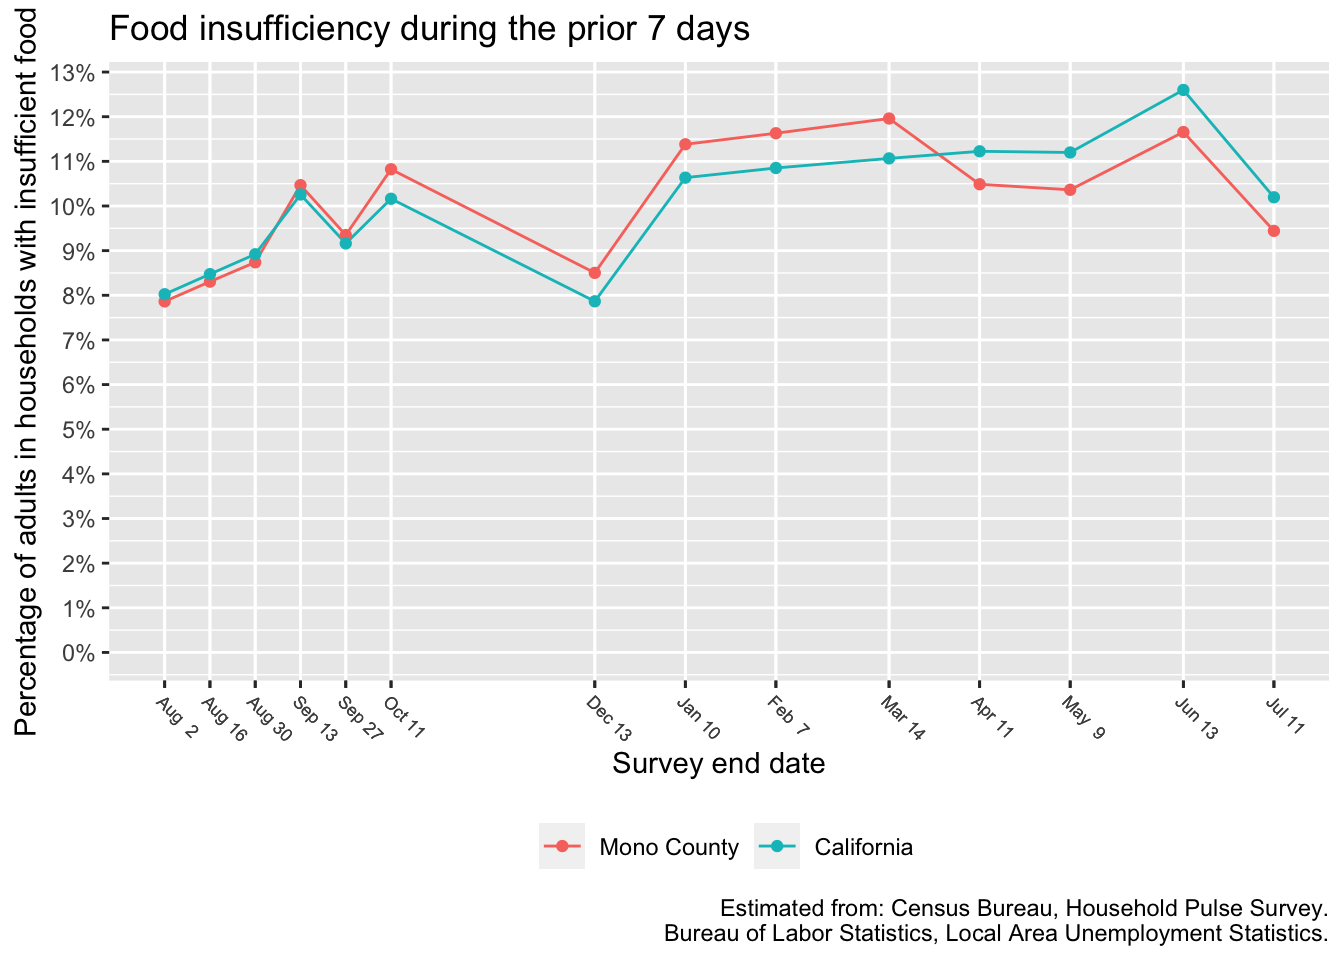 Food insufficiency during the prior 7 days
Percentage of adults in households with insufficient food
13%
12%
11%
10%
9%
8%
7%
6%
5%
4%
3%
2%
1%
0%
Aug 2
Aug 16
Aug 30
Sep 13
Sep 27
Oct 11
Dec 13
Jan 10
Feb 7
Mar 14
Apr 11
May 9
Jun 13
Jul 11
Survey end date
Mono County
California
Estimated from: Census Bureau, Household Pulse Survey.
Bureau of Labor Statistics, Local Area Unemployment Statistics.